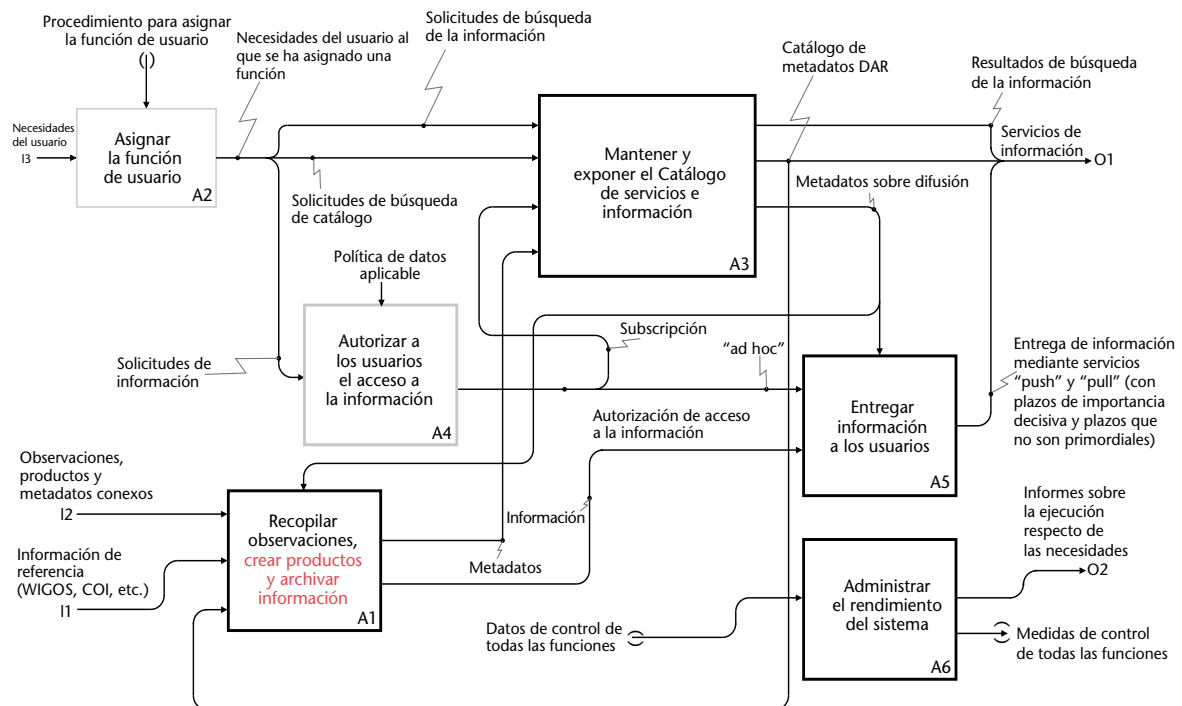 Procedimiento para asignar
la función de usuario
( )
Necesidades del usuario al
que se ha asignado una
función
Solicitudes de búsqueda
de la información
Catálogo de
metadatos DAR
Resultados de búsqueda
de la información
Necesidades
del usuario
I3
Asignar
la función
de usuario
A2
Solicitudes de búsqueda
de catálogo
Mantener y
exponer el Catálogo
de servicios e
información
A3
Servicios de
información
O1
Metadatos sobre difusión
Política de datos
aplicable
Autorizar a
los usuarios
el acceso a
la información
A4
Solicitudes de
información
Subscripción
“ad hoc”
Autorización de acceso
a la información
Entregar
información
a los usuarios
A5
Entrega de información
mediante servicios
“push” y “pull” (con
plazos de importancia
decisiva y plazos que
no son primordiales)
Observaciones,
productos y
metadatos conexos
I2
Información de
referencia
(WIGOS, COI, etc.)
I1
Recopilar
observaciones,
crear productos
y archivar
información
A1
Información
Metadatos
Datos de control de
todas las funciones
Administrar
el rendimiento
del sistema
A6
Informes sobre
la ejecución
respecto de
las necesidades
O2
Medidas de control
de todas las funciones